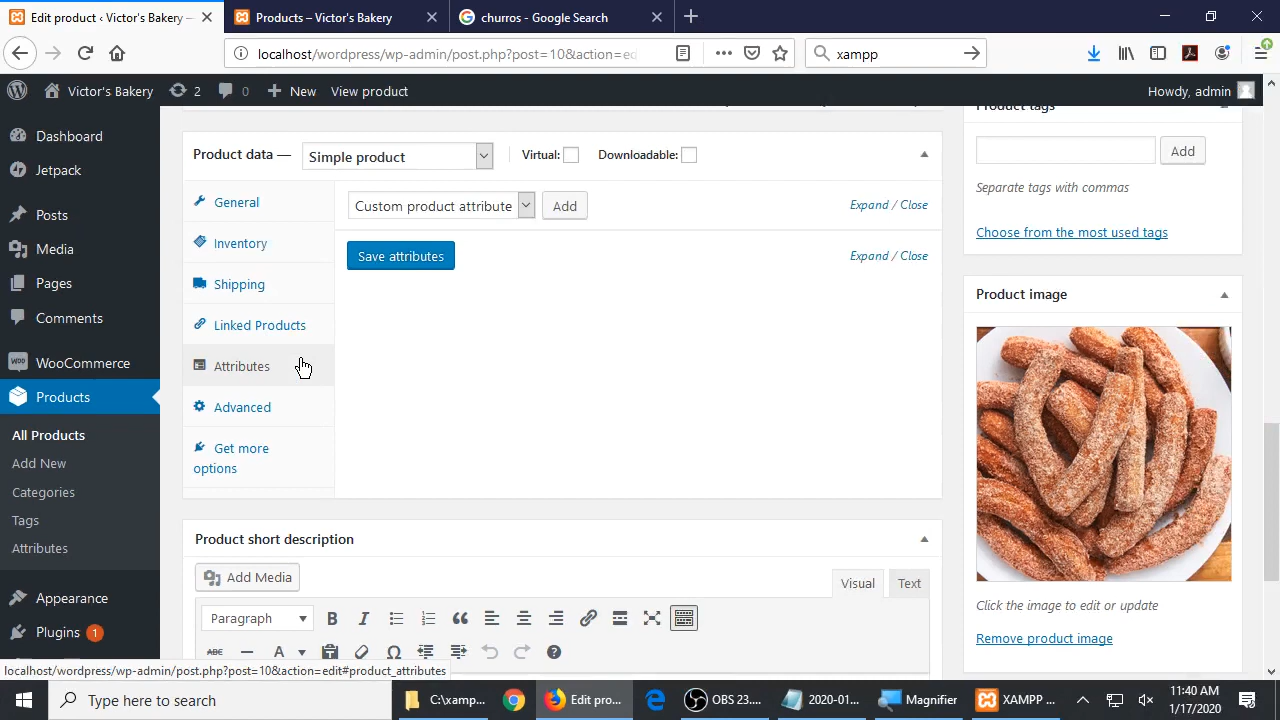 Edit product ‹ Victor's Bakery —
Products – Victor's Bakery
churros - Google Search
localhost/wordpress/wp-admin/post.php?post=10&action=ed
xampp
Victor's Bakery
2
0
New
View product
Howdy, admin
Dashboard
Jetpack
Posts
Media
Pages
Comments
WooCommerce
Products
All Products
Add New
Categories
Tags
Attributes
Appearance
Plugins 1
Product data —
Simple product
Virtual:
Downloadable:
General
Inventory
Shipping
Linked Products
Attributes
Advanced
Get more
options
Custom product attribute
Add
Expand / Close
Save attributes
Expand / Close
Product short description
Add Media
Visual
Text
Paragraph
Product tags
Add
Separate tags with commas
Choose from the most used tags
Product image
Click the image to edit or update
Remove product image
localhost/wordpress/wp-admin/post.php?post=10&action=edit#product_attributes
Type here to search
C:\xamp...
Edit pro...
OBS 23....
2020-01...
Magnifier
XAMPP ...
11:40 AM
1/17/2020